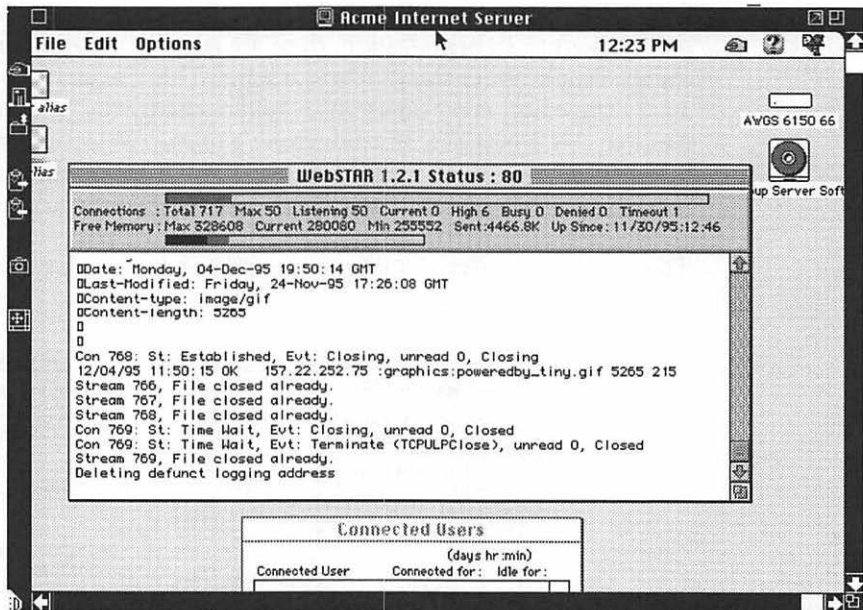 Acme Internet Server
File Edit Options 12:23 PM
alias
AWGS 6150 66
lias
up Server Soft
WebSTAR 1.2.1 Status : 80
Connections : Total 717 Max 50 Listening 50 Current 0 High 6 Busy 0 Denied 0 Timeout 1
Free Memory : Max 328608 Current 280080 Min 255552 Sent :4466.8K Up Since : 11/30/95:12:46
▯Date: Monday, 04-Dec-95 19:50:14 GMT
▯Last-Modified: Friday, 24-Nov-95 17:26:08 GMT
▯Content-type: image/gif
▯Content-length: 5265
▯
▯
Con 768: St: Established, Evt: Closing, unread 0, Closing
12/04/95 11:50:15 OK 157.22.252.75 :graphics:poweredby_tiny.gif 5265 215
Stream 766, File closed already.
Stream 767, File closed already.
Stream 768, File closed already.
Con 769: St: Time Wait, Evt: Closing, unread 0, Closed
Con 769: St: Time Wait, Evt: Terminate (TCPULPClose), unread 0, Closed
Stream 769, File closed already.
Deleting defunct logging address
Connected Users
(days hr:min)
Connected User Connected for : Idle for :